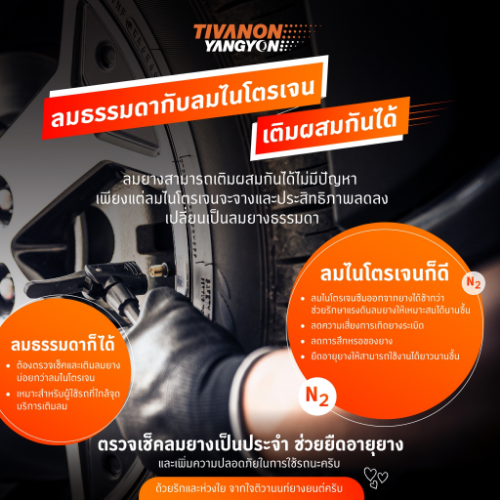 TIVANON
YANGYON
ลมธรรมดากับลมไนโตรเจน
เติมผสมกันได้
ลมยางสามารถเติมผสมกันได้ไม่มีปัญหา
เพียงแต่ลมไนโตรเจนจะจางและประสิทธิภาพลดลง
เปลี่ยนเป็นลมยางธรรมดา
ลมไนโตรเจนก็ดี
N2
• ลมไนโตรเจนซึมออกจากยางได้ช้ากว่า
ช่วยรักษาแรงดันลมยางให้เหมาะสมได้นานขึ้น
• ลดความเสี่ยงการเกิดยางระเบิด
• ลดการสึกหรอของยาง
• ยืดอายุยางให้สามารถใช้งานได้ยาวนานขึ้น
N2
ลมธรรมดาก็ได้
• ต้องตรวจเช็คและเติมลมยาง
บ่อยกว่าลมไนโตรเจน
• เหมาะสำหรับผู้ใช้รถที่ใกล้จุด
บริการเติมลม
ตรวจเช็คลมยางเป็นประจำ ช่วยยืดอายุยาง
และเพิ่มความปลอดภัยในการใช้รถนะครับ
ด้วยรักและห่วงใย จากใจติวานนท์ยางยนต์ครับ